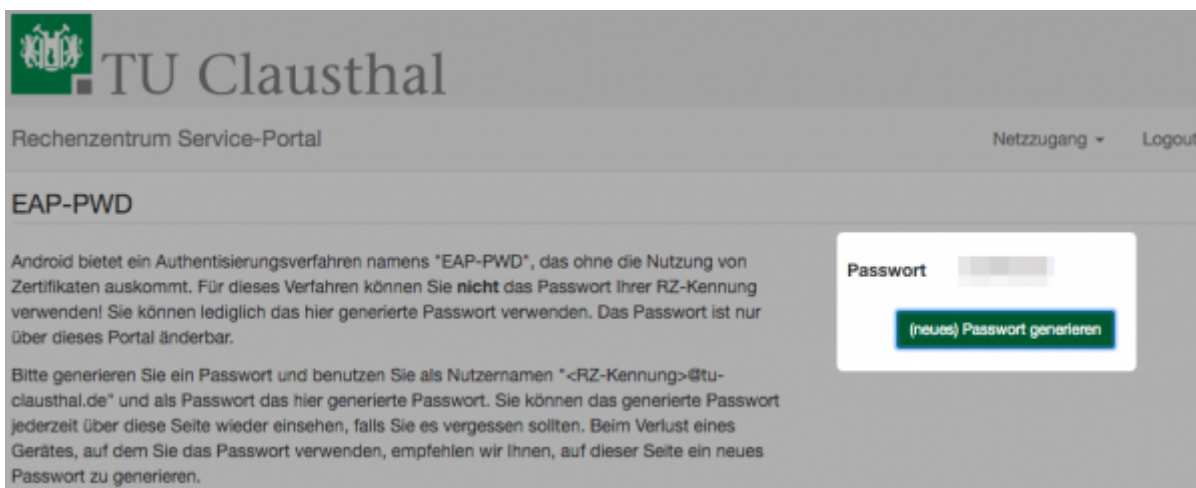 TU Clausthal
Rechenzentrum Service-Portal
Netzzugang
Logout
EAP-PWD
Android bietet ein Authentisierungsverfahren namens "EAP-PWD", das ohne die Nutzung von
Zertifikaten auskommt. Für dieses Verfahren können Sie nicht das Passwort Ihrer RZ-Kennung
verwenden! Sie können lediglich das hier generierte Passwort verwenden. Das Passwort ist nur
über dieses Portal änderbar.
Bitte generieren Sie ein Passwort und benutzen Sie als Nutzernamen "<RZ-Kennung>@tu-
clausthal.de" und als Passwort das hier generierte Passwort. Sie können das generierte Passwort
jederzeit über diese Seite wieder einsehen, falls Sie es vergessen sollten. Beim Verlust eines
Gerätes, auf dem Sie das Passwort verwenden, empfehlen wir Ihnen, auf dieser Seite ein neues
Passwort zu generieren.
Passwort
(neues) Passwort generieren